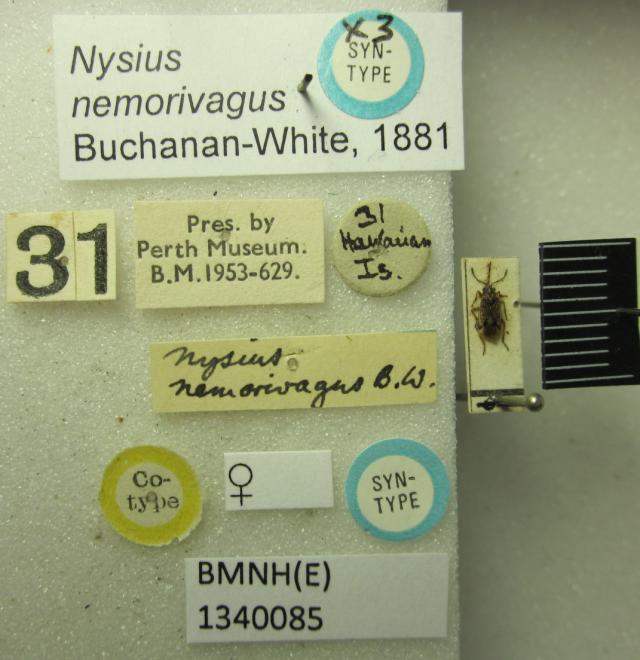 Nysius
nemorivagus
Buchanan-White, 1881
X3
SYN-
TYPE
31
Pres. by
Perth Museum.
B.M.1953-629.
31
Hawaiian
Is.
Nysius
nemorivagus B.W.
Co-
type
♀
SYN-
TYPE
BMNH(E)
1340085